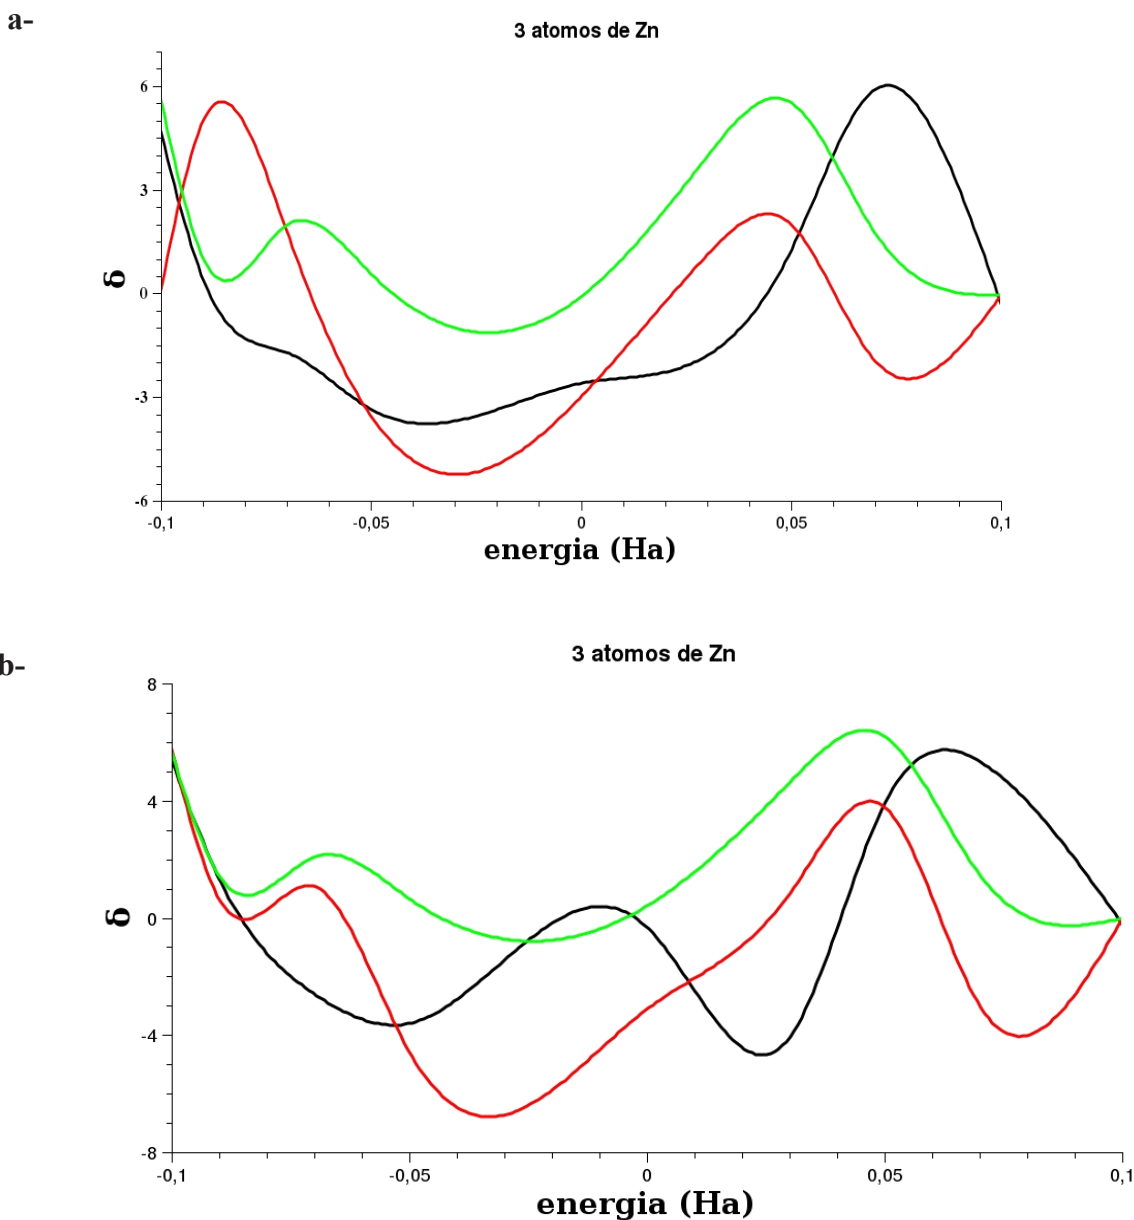 a-
3 atomos de Zn
6
3
0
-3
-6
δ
-0,1
-0,05
0
0,05
0,1
energia (Ha)
b-
3 atomos de Zn
8
4
0
-4
-8
δ
-0,1
-0,05
0
0,05
0,1
energia (Ha)